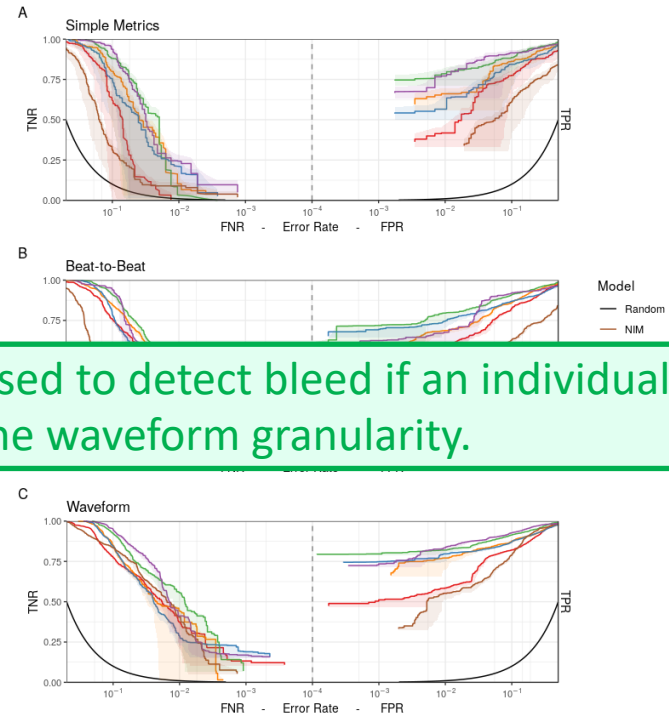 A
Simple Metrics
1.00
0.75
0.50
0.25
0.00
TNR
TPR
10⁻¹ 10⁻² 10⁻³ 10⁻⁴ 10⁻³ 10⁻² 10⁻¹
FNR - Error Rate - FPR
B
Beat-to-Beat
1.00
0.75
Model
Random
NIM
sed to detect bleed if an individual
ne waveform granularity.
C
Waveform
1.00
0.75
0.50
0.25
0.00
TNR
TPR
10⁻¹ 10⁻² 10⁻³ 10⁻⁴ 10⁻³ 10⁻² 10⁻¹
FNR - Error Rate - FPR